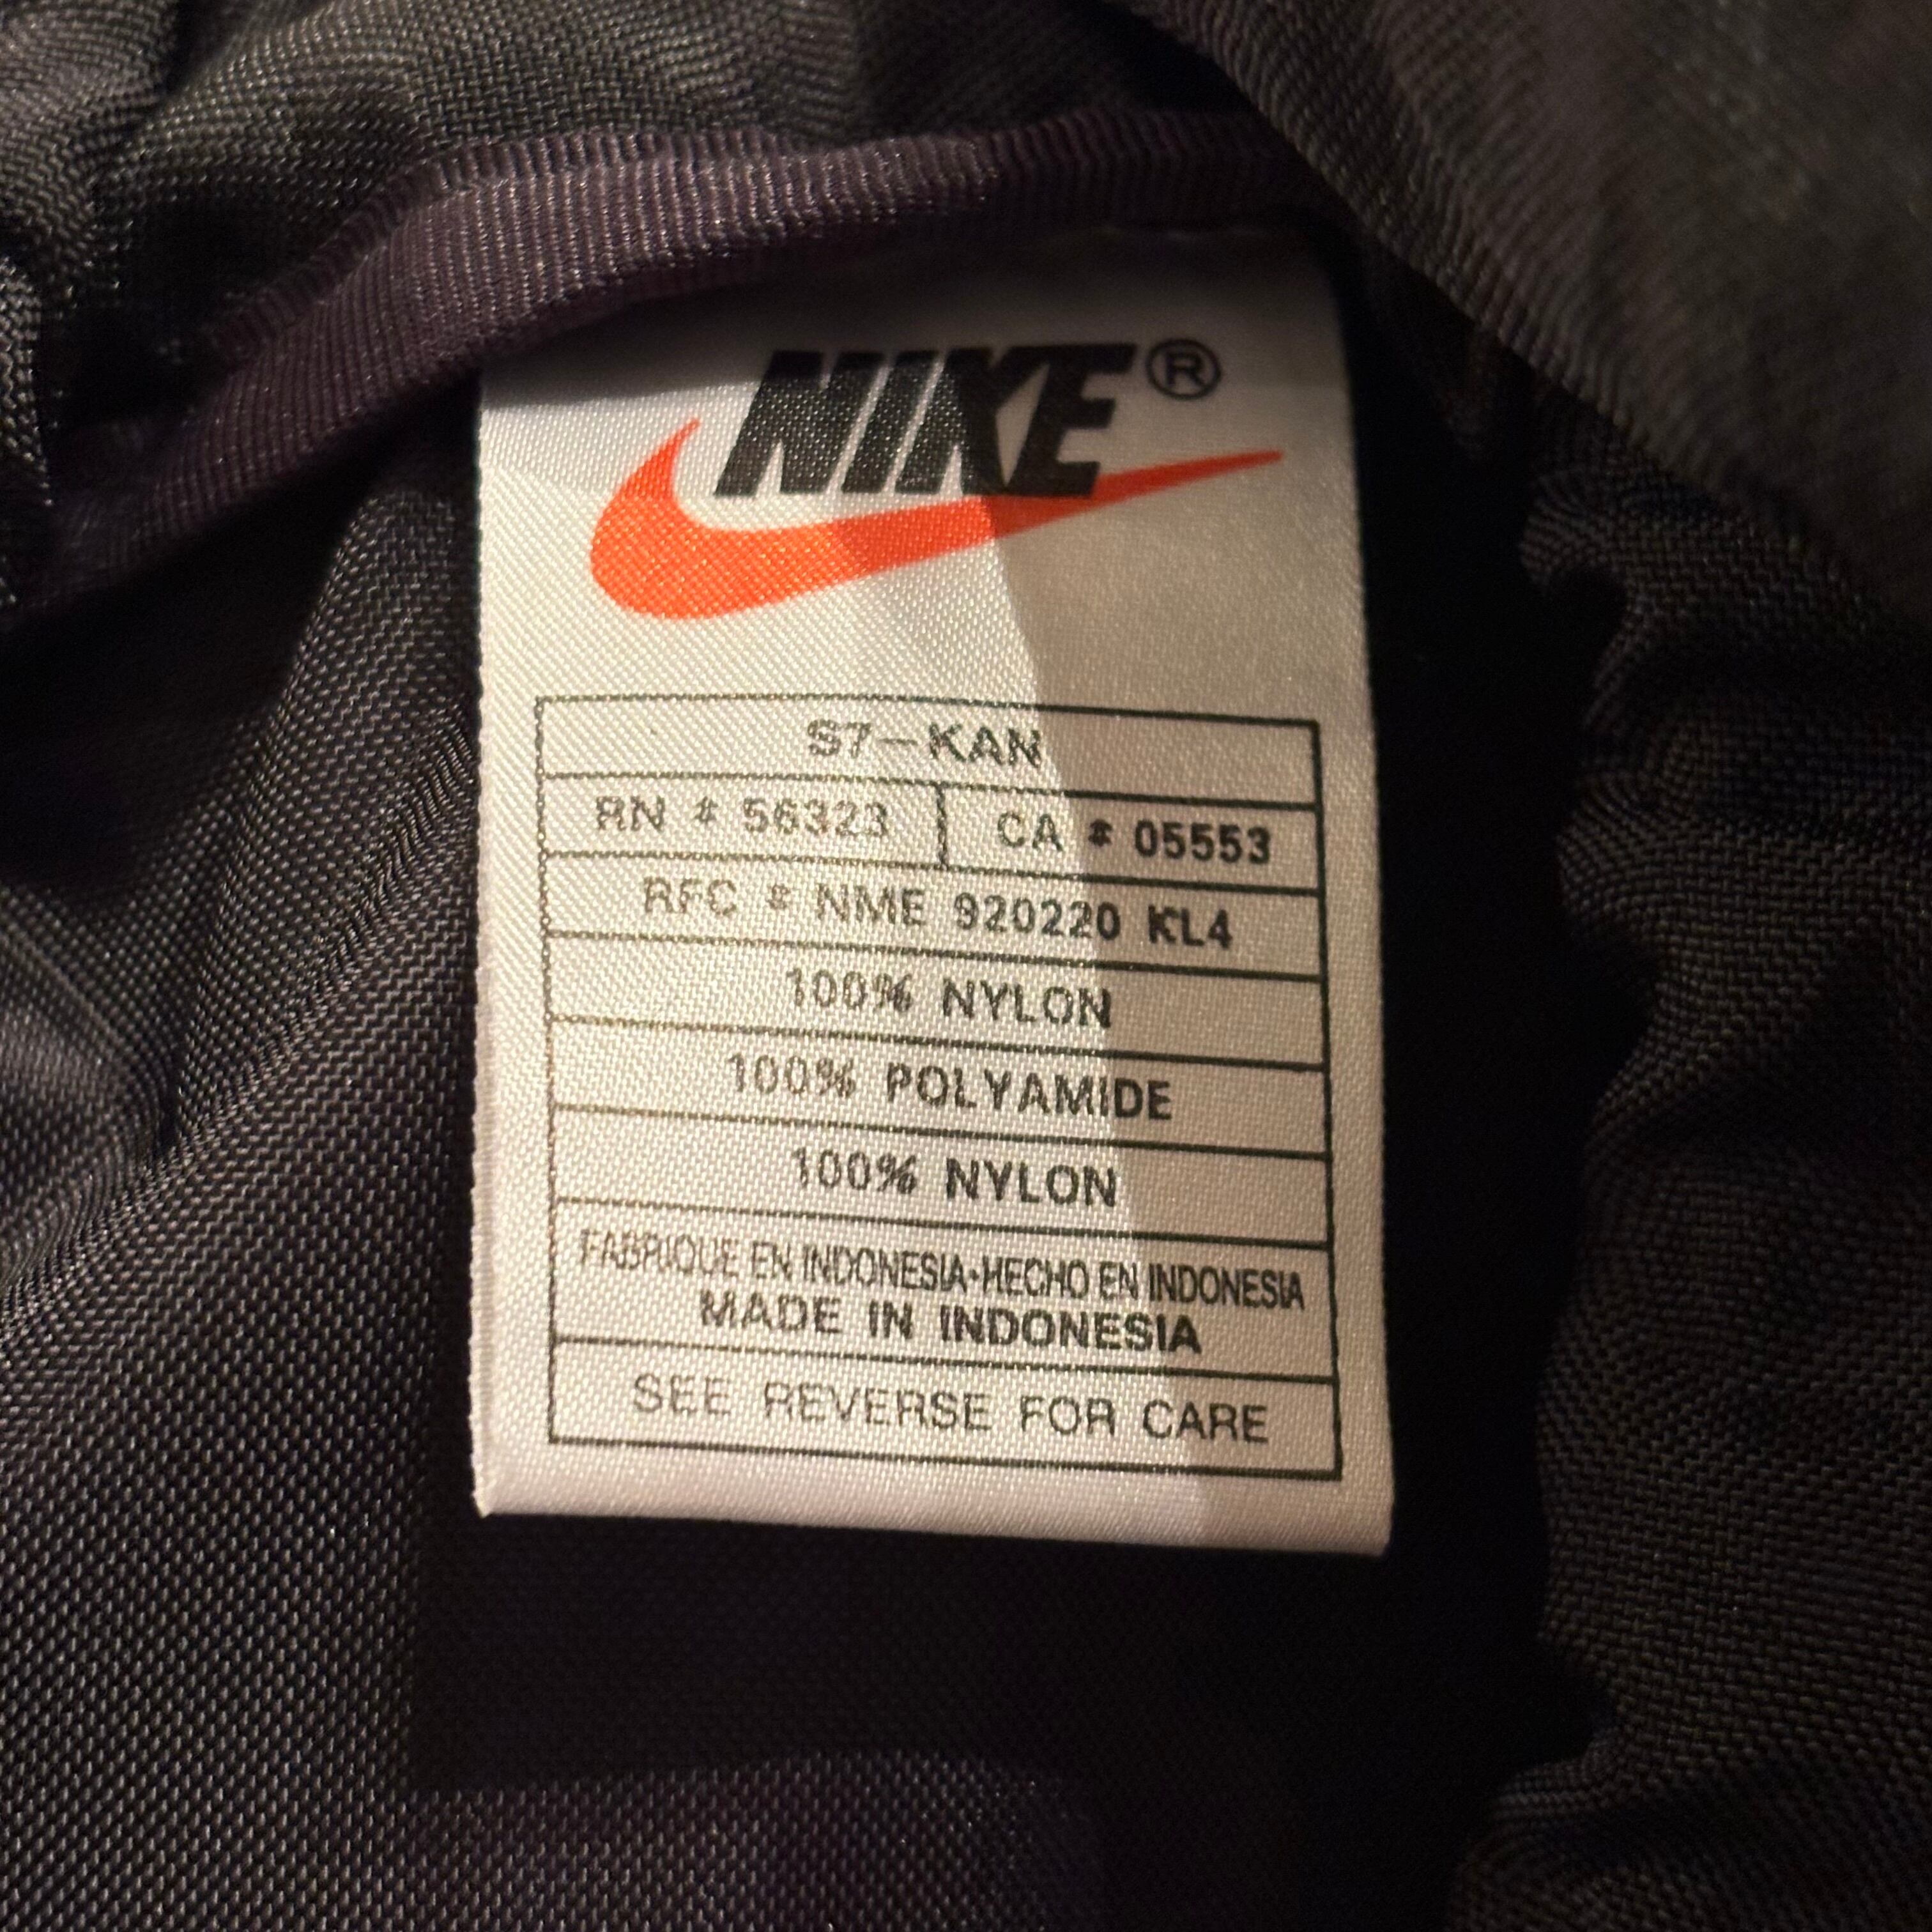 NIKE®
S7-KAN
RN # 56323 CA # 05553
RFC # NME 920220 KL4
100% NYLON
100% POLYAMIDE
100% NYLON
FABRIQUE EN INDONESIA·HECHO EN INDONESIA
MADE IN INDONESIA
SEE REVERSE FOR CARE